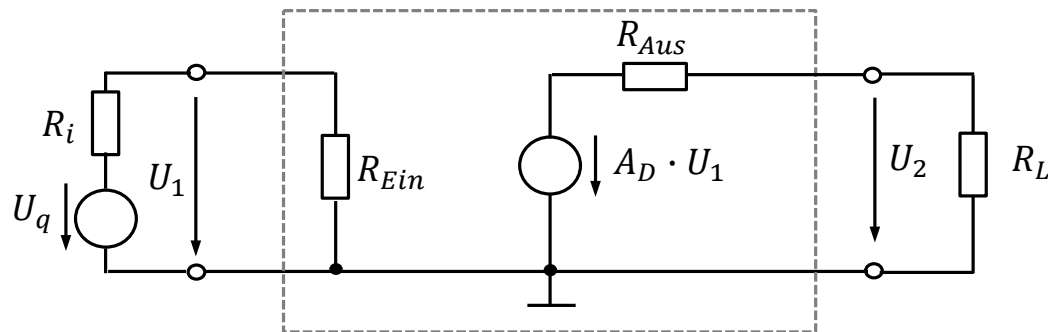 R_Aus
R_i
U_1
R_Ein
A_D · U_1
U_2
R_L
U_q